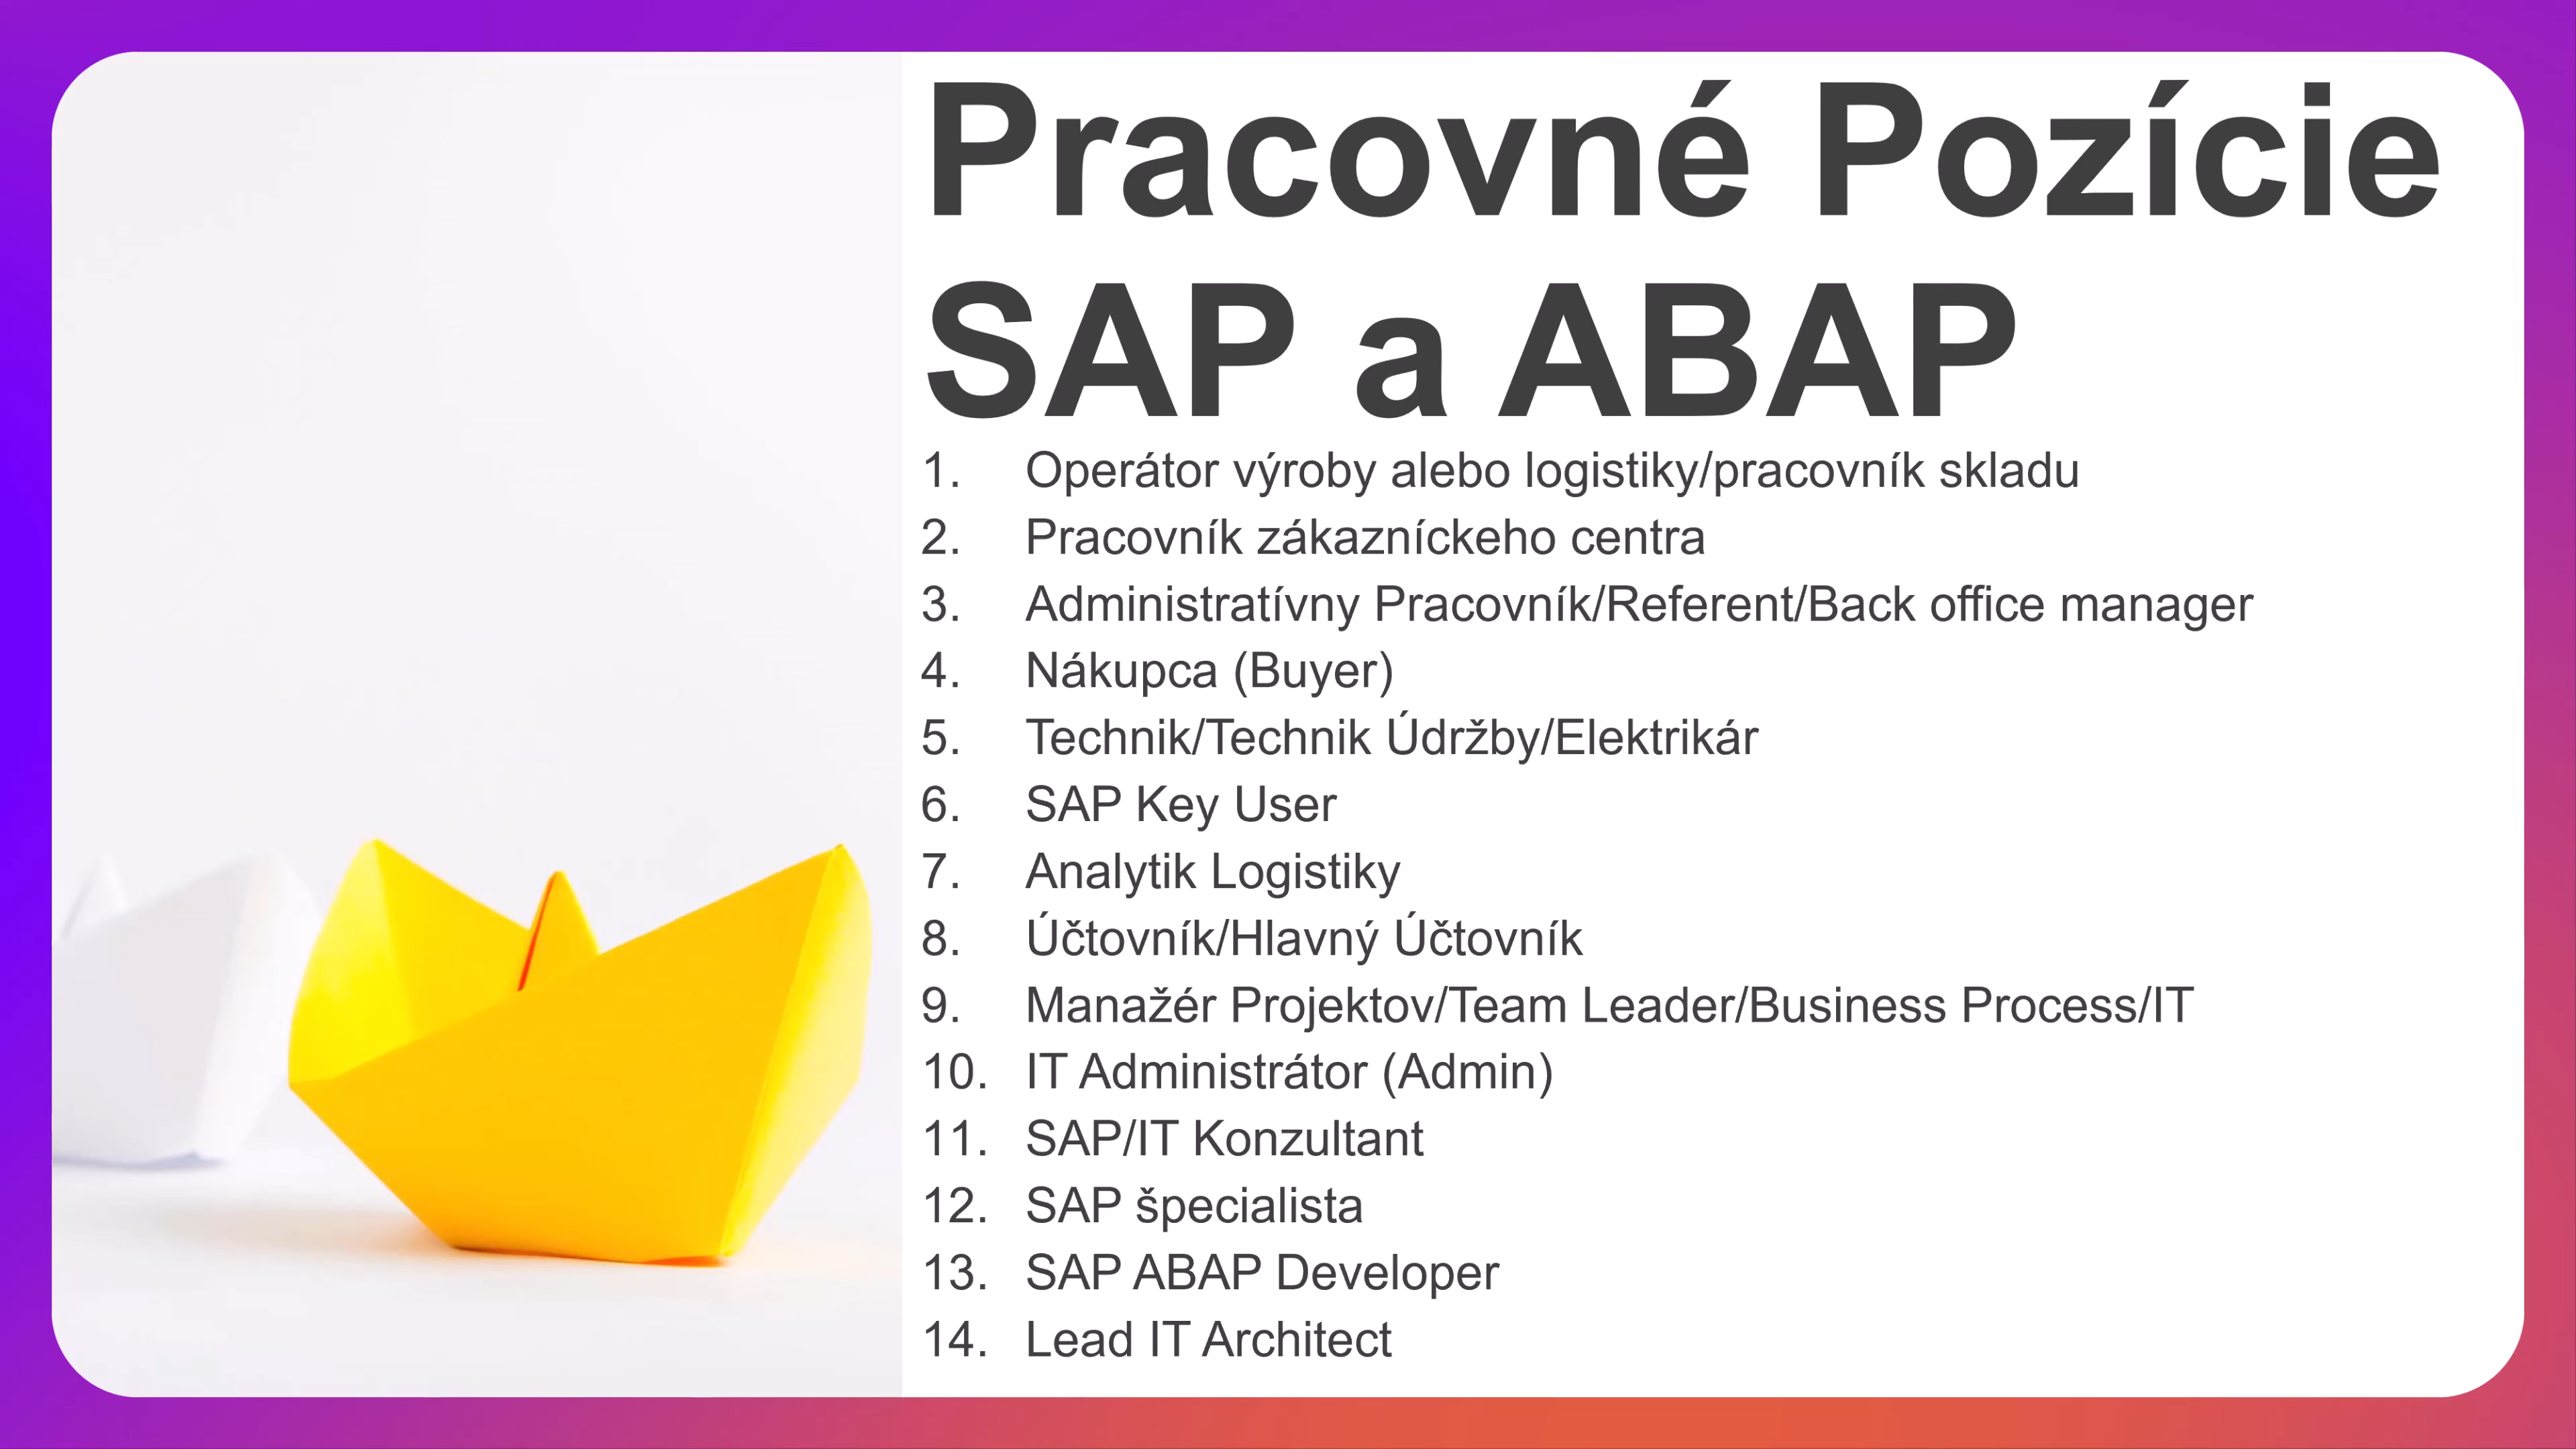 Pracovné Pozície
SAP a ABAP
1. Operátor výroby alebo logistiky/pracovník skladu
2. Pracovník zákazníckeho centra
3. Administratívny Pracovník/Referent/Back office manager
4. Nákupca (Buyer)
5. Technik/Technik Údržby/Elektrikár
6. SAP Key User
7. Analytik Logistiky
8. Účtovník/Hlavný Účtovník
9. Manažér Projektov/Team Leader/Business Process/IT
10. IT Administrátor (Admin)
11. SAP/IT Konzultant
12. SAP špecialista
13. SAP ABAP Developer
14. Lead IT Architect